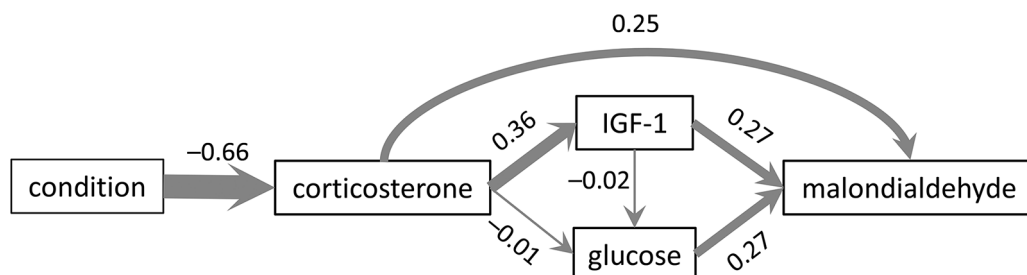 0.25
IGF-1
0.36
0.27
−0.66
condition
corticosterone
−0.02
malondialdehyde
−0.01
glucose
0.27